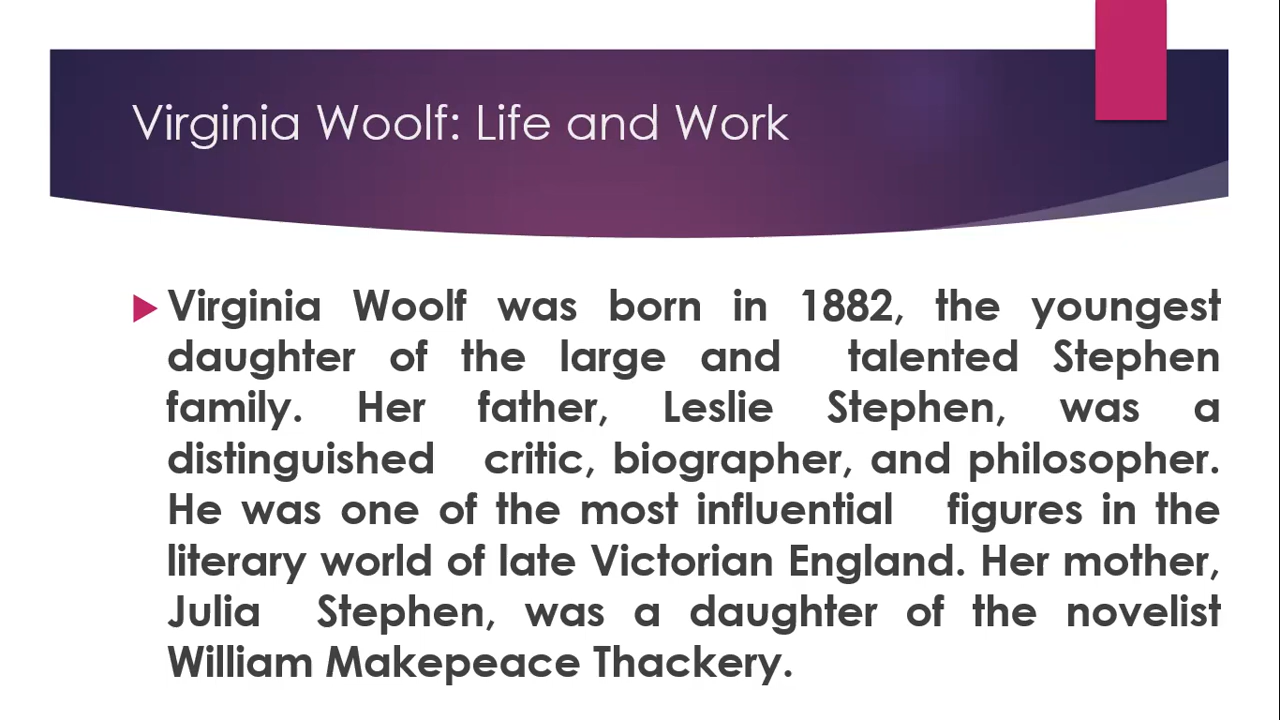 Virginia Woolf: Life and Work
Virginia Woolf was born in 1882, the youngest
daughter of the large and talented Stephen
family. Her father, Leslie Stephen, was a
distinguished critic, biographer, and philosopher.
He was one of the most influential figures in the
literary world of late Victorian England. Her mother,
Julia Stephen, was a daughter of the novelist
William Makepeace Thackery.